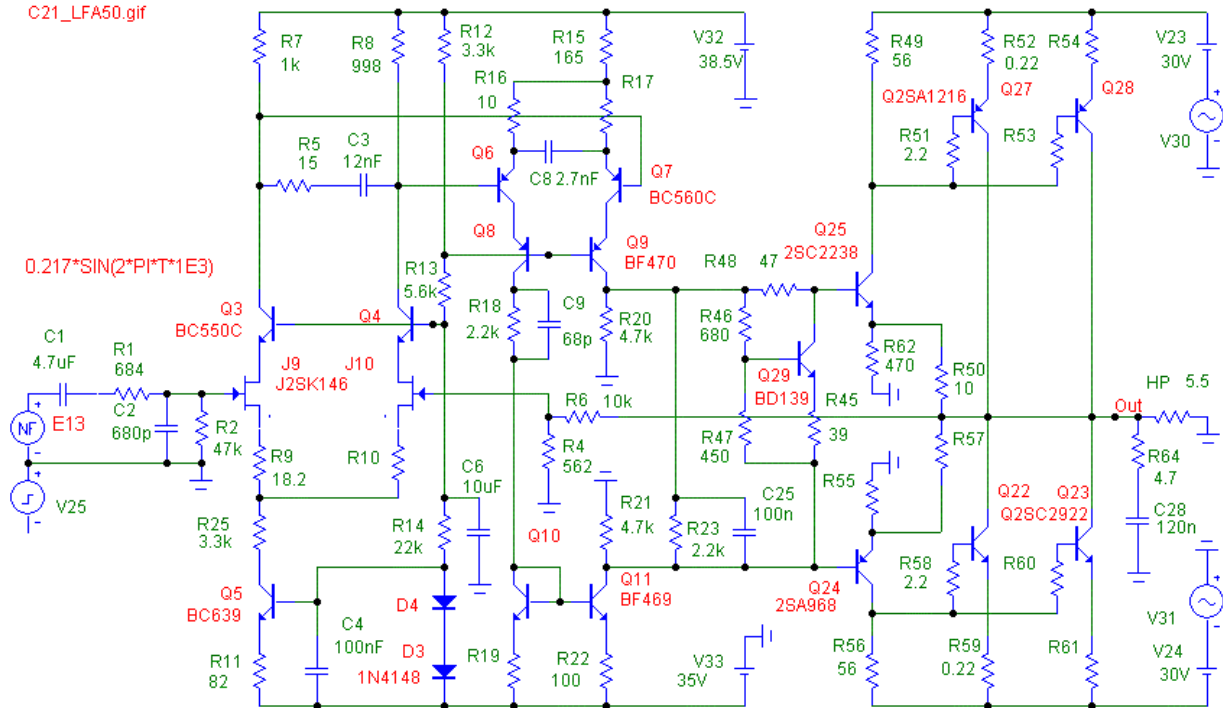 C21_LFA50.gif
R7
1k
R8
998
R12
3.3k
R15
165
R16
10
R17
V32
38.5V
R49
56
R52
0.22
R54
V23
30V
Q2SA1216
Q27
Q28
R51
2.2
R53
V30
R5
15
C3
12nF
Q6
C8
2.7nF
Q7
BC560C
Q25
2SC2238
Q8
Q9
BF470
0.217*SIN(2*PI*T*1E3)
R13
5.6k
R48
47
Q3
BC550C
Q4
R18
2.2k
C9
68p
R20
4.7k
R46
680
R62
470
R50
10
C1
4.7uF
R1
684
J9
J2SK146
J10
Q29
BD139
HP
5.5
NF
E13
C2
680p
R2
47k
R6
10k
R45
39
Out
R9
18.2
R10
R4
562
R47
450
R57
R64
4.7
V25
C6
10uF
R55
R25
3.3k
R14
22k
R21
4.7k
C25
100n
Q22
Q23
Q2SC2922
C28
120n
Q10
R23
2.2k
R58
2.2
R60
Q5
BC639
D4
Q11
BF469
Q24
2SA968
V31
C4
100nF
D3
1N4148
R11
82
R19
R22
100
V33
35V
R56
56
R59
0.22
R61
V24
30V